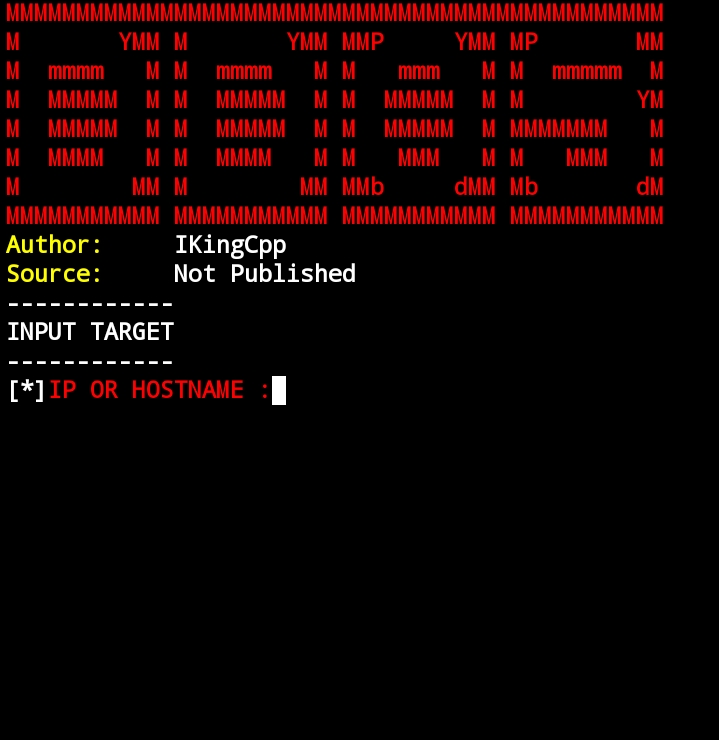 MMMMMMMMMMMMMMMMMMMMMMMMMMMMMMMMMMMMMMMMMMMMMMM
M       YMM M       YMM MMP     YMM MP       MM
M  mmmm   M M  mmmm   M M   mmm   M M  mmmmm  M
M  MMMMM  M M  MMMMM  M M  MMMMM  M M        YM
M  MMMMM  M M  MMMMM  M M  MMMMM  M MMMMMMM   M
M  MMMM   M M  MMMM   M M   MMM   M M   MMM   M
M        MM M        MM MMb     dMM Mb       dM
MMMMMMMMMMM MMMMMMMMMMM MMMMMMMMMMM MMMMMMMMMMM
Author:     IKingCpp
Source:     Not Published
------------
INPUT TARGET
------------
[*]IP OR HOSTNAME :